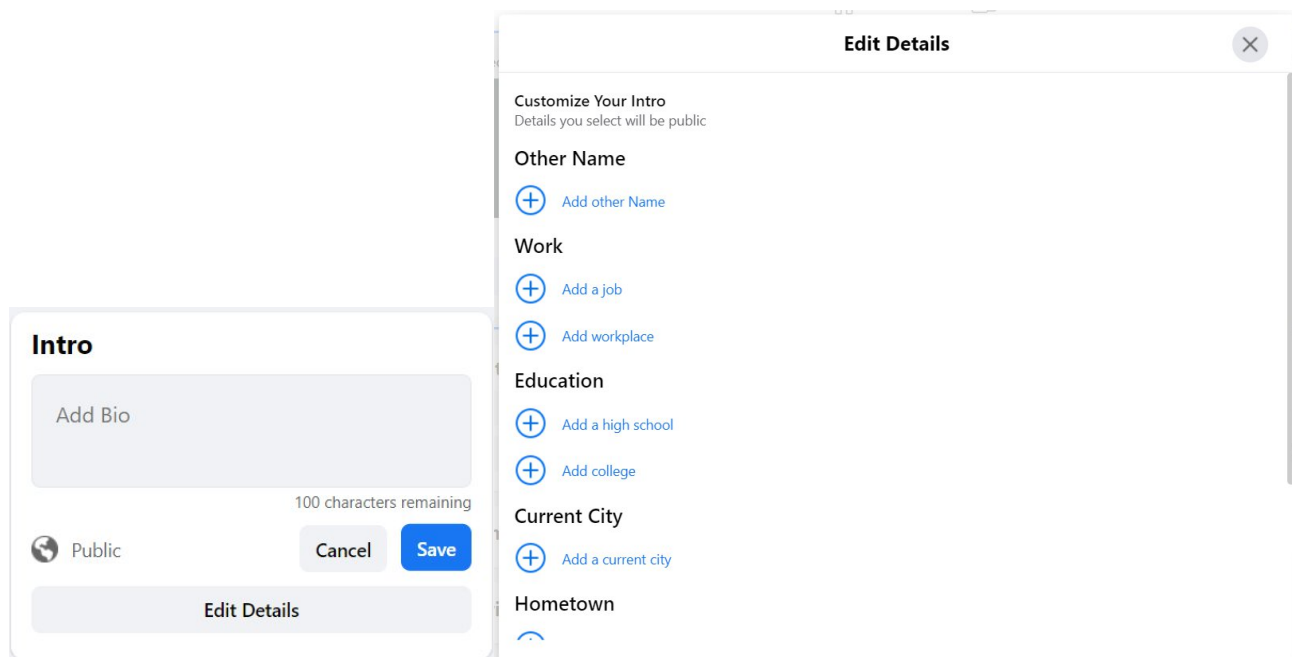 Intro
Add Bio
100 characters remaining
Public
Cancel
Save
Edit Details
Edit Details
Customize Your Intro
Details you select will be public
Other Name
Add other Name
Work
Add a job
Add workplace
Education
Add a high school
Add college
Current City
Add a current city
Hometown